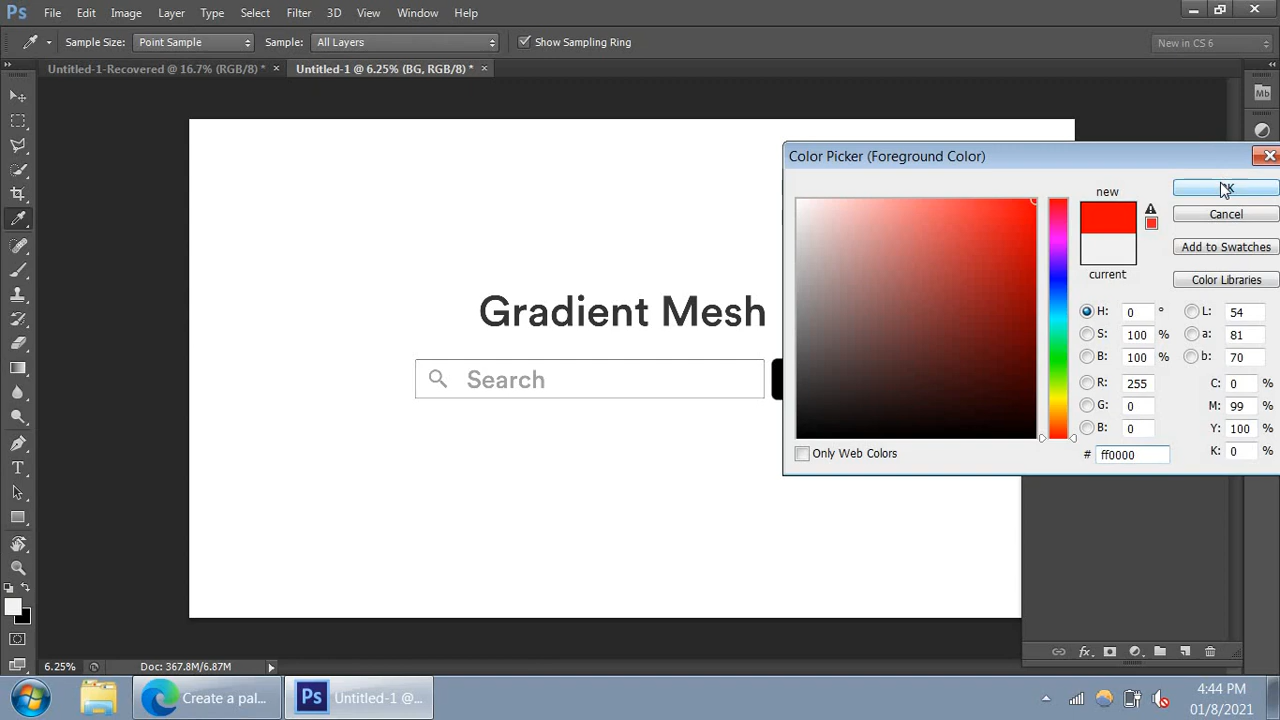 Ps File Edit Image Layer Type Select Filter 3D View Window Help
Sample Size: Point Sample Sample: All Layers Show Sampling Ring New in CS 6
Untitled-1-Recovered @ 16.7% (RGB/8) * × Untitled-1 @ 6.25% (BG, RGB/8) * ×
Mb
Color Picker (Foreground Color)
new
Cancel
Add to Swatches
current
Color Libraries
H: 0 ° L: 54
S: 100 % a: 81
B: 100 % b: 70
R: 255 C: 0 %
G: 0 M: 99 %
B: 0 Y: 100 %
K: 0 %
Only Web Colors # ff0000
Gradient Mesh
Search
6.25% Doc: 367.8M/6.87M
fx
Create a pal... Ps Untitled-1 @...
4:44 PM
01/8/2021